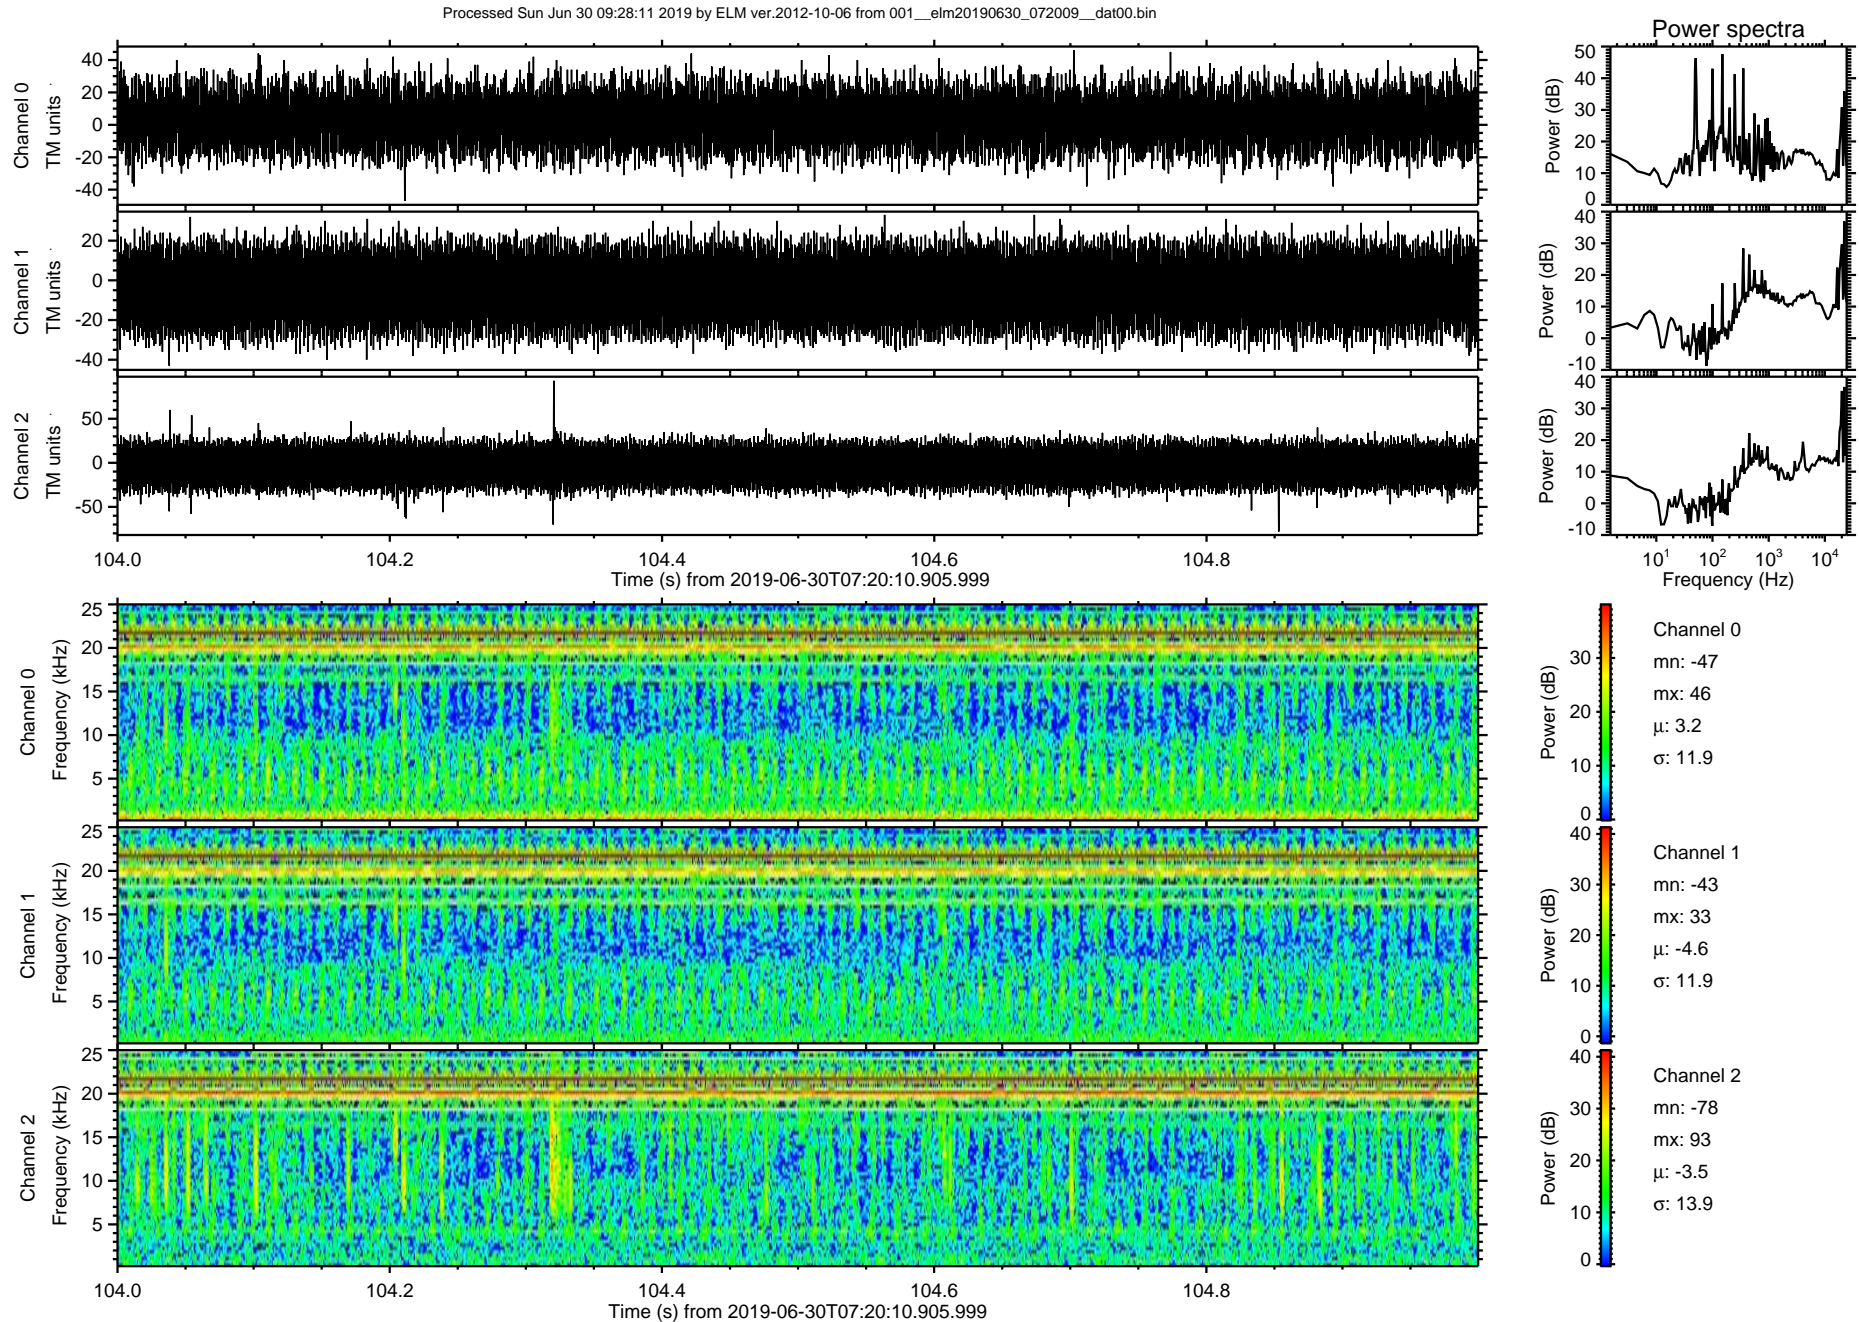 Processed Sun Jun 30 09:28:11 2019 by ELM ver.2012-10-06 from 001__elm20190630_072009__dat00.bin
Power spectra
Channel 0
TM units
40
20
0
-20
-40
Power (dB)
50
40
30
20
10
0
Channel 1
TM units
20
0
-20
-40
Power (dB)
40
30
20
10
0
-10
Channel 2
TM units
50
0
-50
Power (dB)
40
30
20
10
0
-10
104.0 104.2 104.4 104.6 104.8
Time (s) from 2019-06-30T07:20:10.905.999
10¹ 10² 10³ 10⁴
Frequency (Hz)
Channel 0
Frequency (kHz)
25
20
15
10
5
Power (dB)
30
20
10
0
Channel 0
mn: -47
mx: 46
μ: 3.2
σ: 11.9
Channel 1
Frequency (kHz)
25
20
15
10
5
Power (dB)
40
30
20
10
0
Channel 1
mn: -43
mx: 33
μ: -4.6
σ: 11.9
Channel 2
Frequency (kHz)
25
20
15
10
5
Power (dB)
40
30
20
10
0
Channel 2
mn: -78
mx: 93
μ: -3.5
σ: 13.9
104.0 104.2 104.4 104.6 104.8
Time (s) from 2019-06-30T07:20:10.905.999